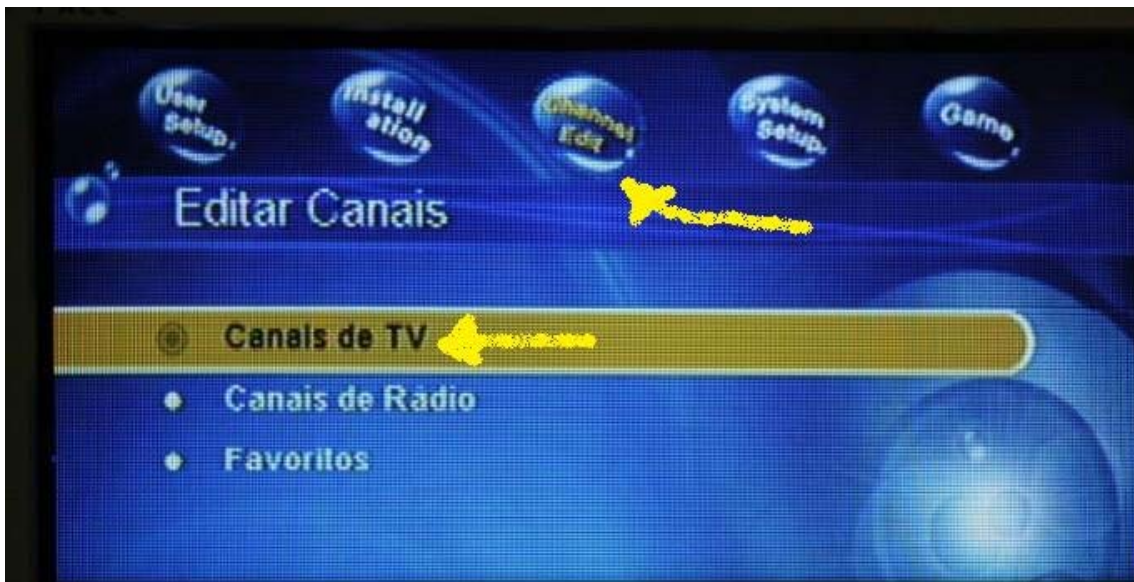 User
Setup.
Install
ation
Channel
Edit
System
Setup.
Game
Editar Canais
Canais de TV
Canais de Rádio
Favoritos